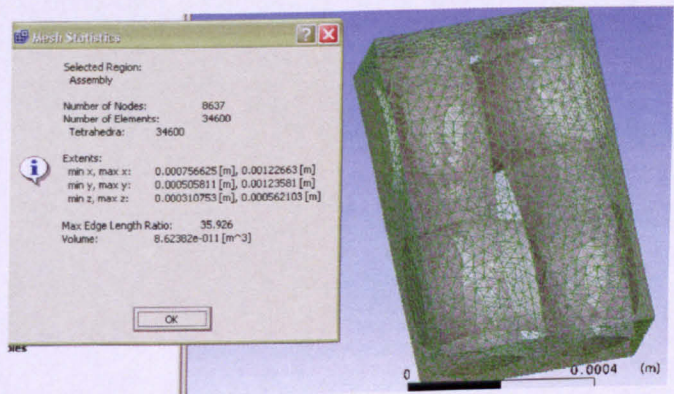 Mesh Statistics
Selected Region:
Assembly
Number of Nodes: 8637
Number of Elements: 34600
Tetrahedra: 34600
Extents:
min x, max x: 0.000756625 [m], 0.00122663 [m]
min y, max y: 0.000505811 [m], 0.00123581 [m]
min z, max z: 0.000310753 [m], 0.000562103 [m]
Max Edge Length Ratio: 35.926
Volume: 8.62382e-011 [m^3]
OK
0 0.0004 (m)